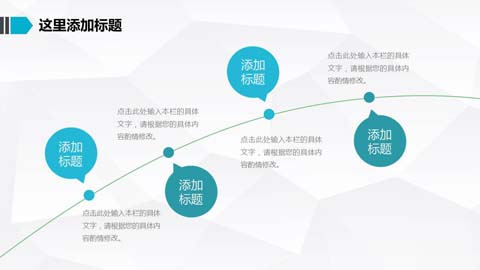 这里添加标题
添加
标题
点击此处输入本栏的具体
文字，请根据您的具体内
容酌情修改。
点击此处输入本栏的具体
文字，请根据您的具体内
容酌情修改。
添加
标题
添加
标题
点击此处输入本栏的具体
文字，请根据您的具体内
容酌情修改。
点击此处输入本栏的具体
文字，请根据您的具体内
容酌情修改。
添加
标题